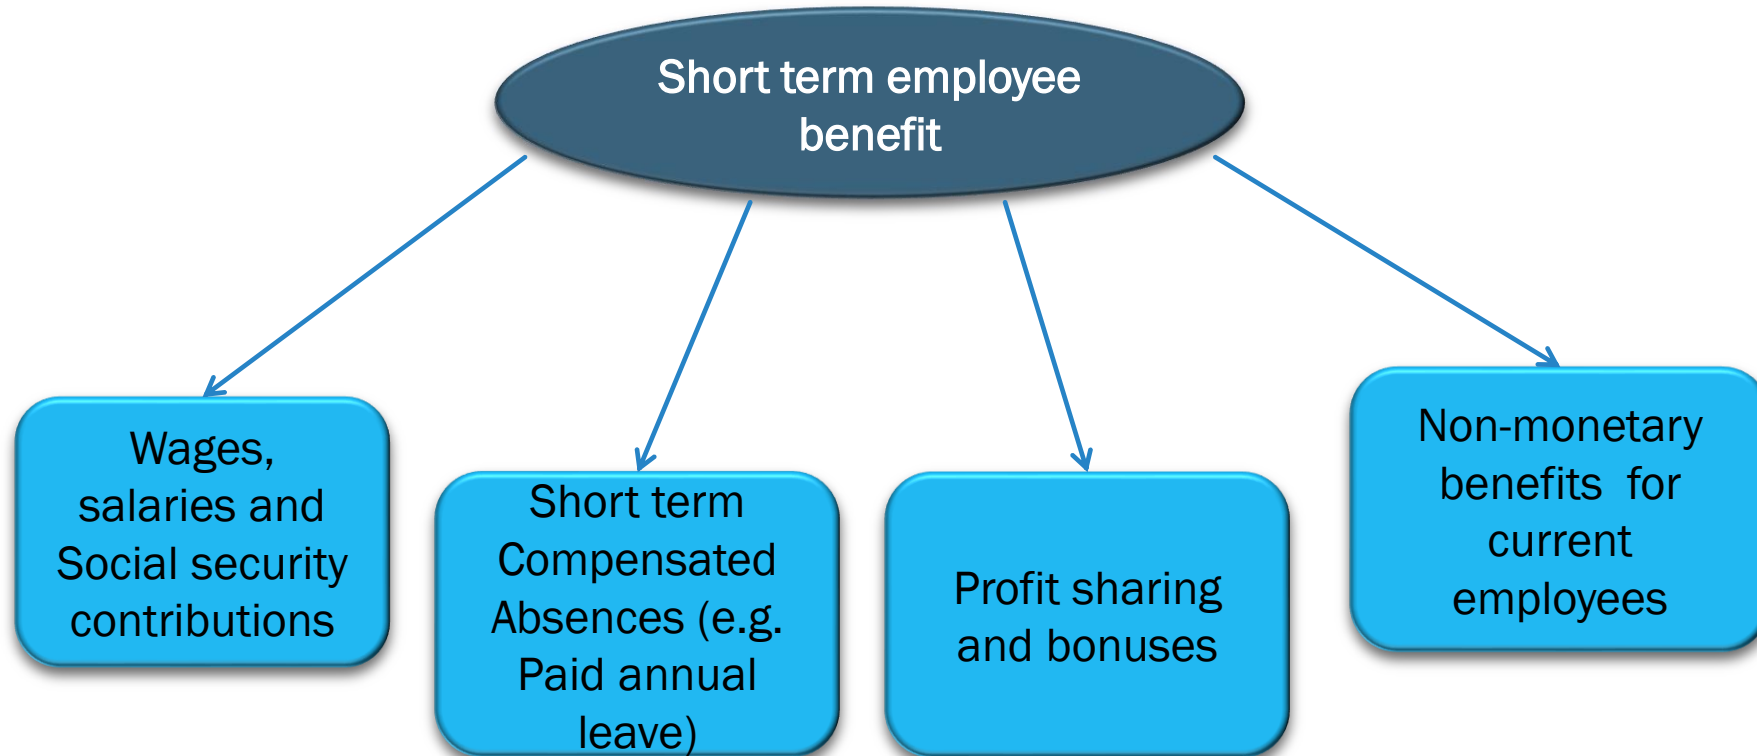 Short term employee
benefit
Wages,
salaries and
Social security
contributions
Short term
Compensated
Absences (e.g.
Paid annual
leave)
Profit sharing
and bonuses
Non-monetary
benefits  for
current
employees